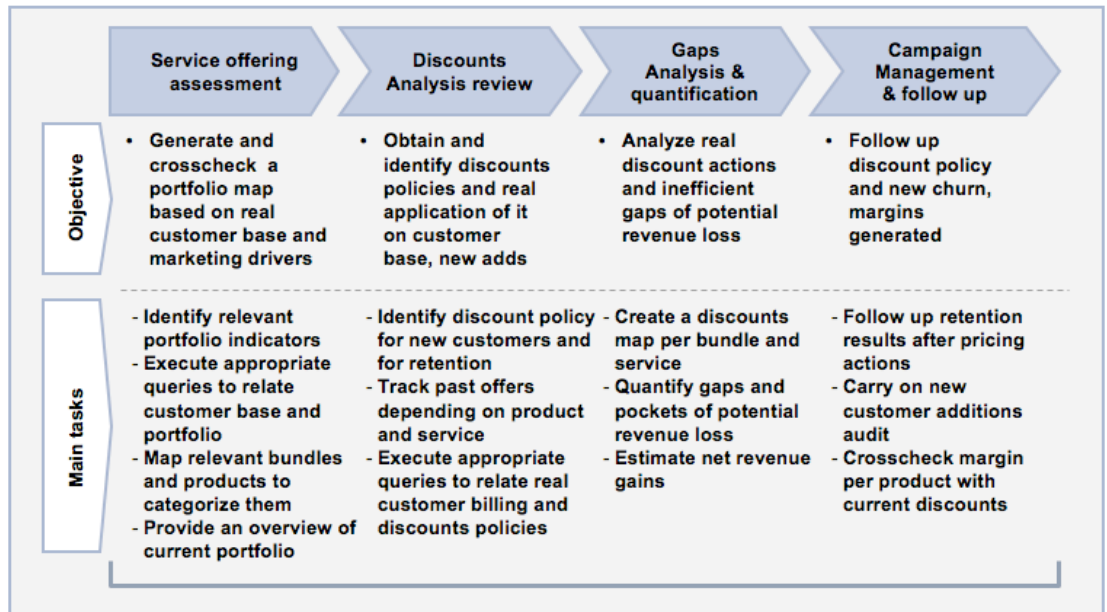 Service offering
assessment
Discounts
Analysis review
Gaps
Analysis &
quantification
Campaign
Management
& follow up
Objective
• Generate and
crosscheck a
portfolio map
based on real
customer base and
marketing drivers
• Obtain and
identify discounts
policies and real
application of it
on customer
base, new adds
• Analyze real
discount actions
and inefficient
gaps of potential
revenue loss
• Follow up
discount policy
and new churn,
margins
generated
Main tasks
- Identify relevant
portfolio indicators
- Execute appropriate
queries to relate
customer base and
portfolio
- Map relevant bundles
and products to
categorize them
- Provide an overview of
current portfolio
- Identify discount policy
for new customers and
for retention
- Track past offers
depending on product
and service
- Execute appropriate
queries to relate real
customer billing and
discounts policies
- Create a discounts
map per bundle and
service
- Quantify gaps and
pockets of potential
revenue loss
- Estimate net revenue
gains
- Follow up retention
results after pricing
actions
- Carry on new
customer additions
audit
- Crosscheck margin
per product with
current discounts